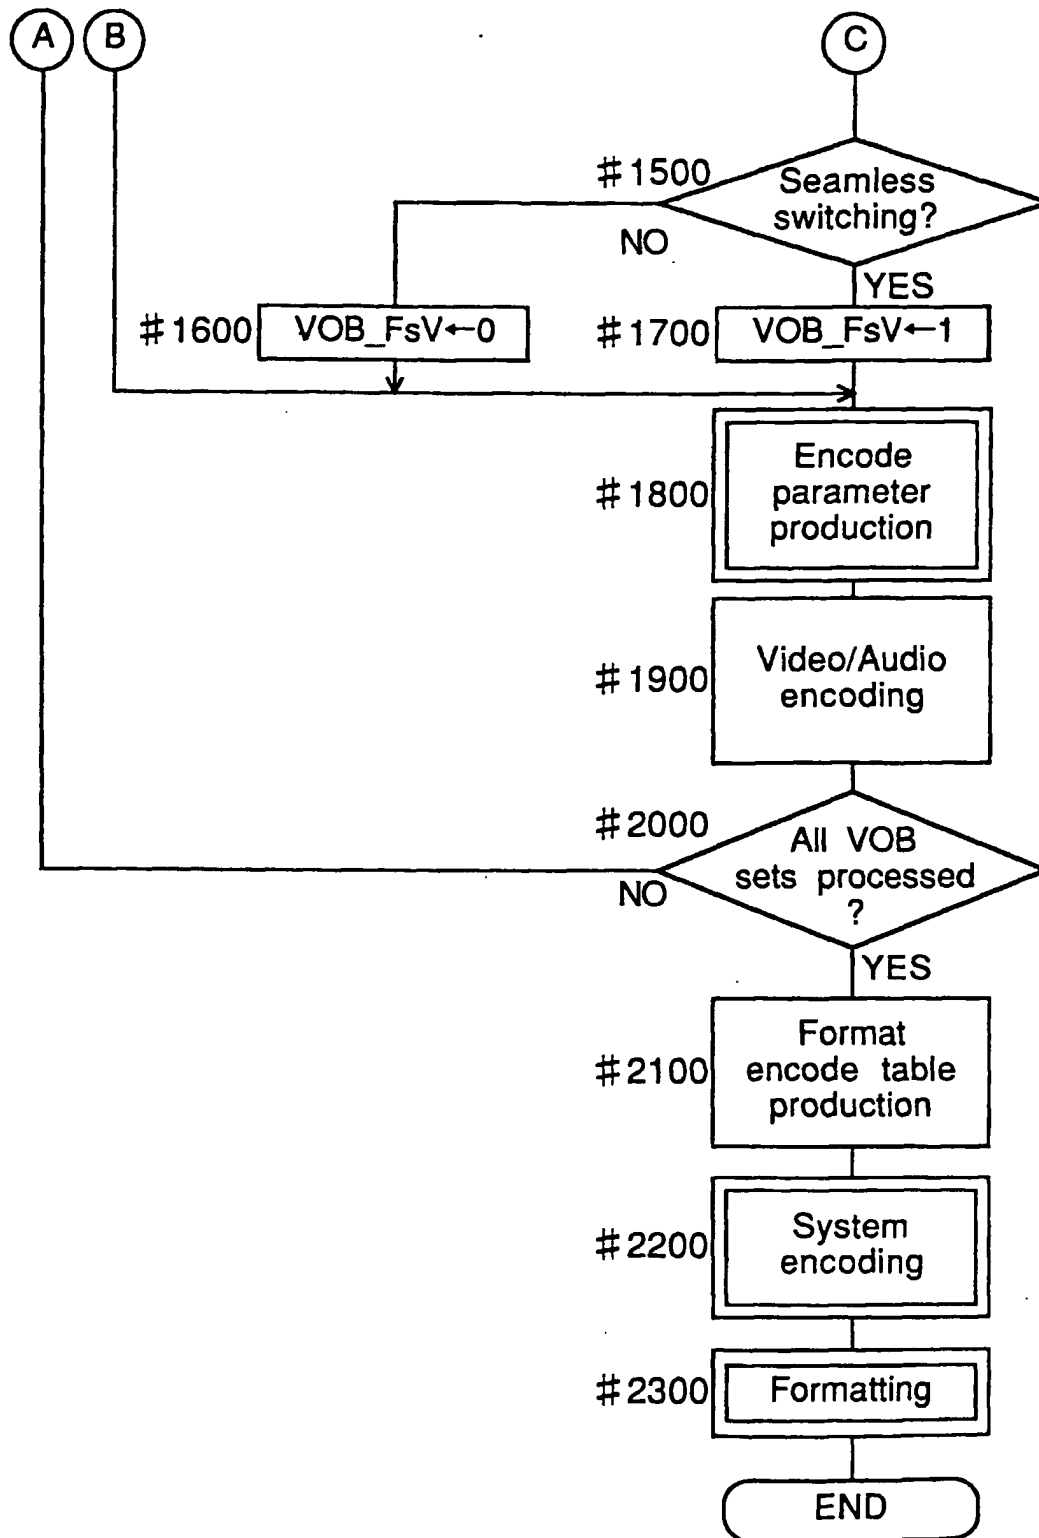 A B C
#1500 Seamless
switching?
NO
YES
#1600 VOB_FsV←0
#1700 VOB_FsV←1
#1800
Encode
parameter
production
#1900
Video/Audio
encoding
#2000
All VOB
sets processed
?
NO
YES
#2100
Format
encode table
production
#2200
System
encoding
#2300 Formatting
END